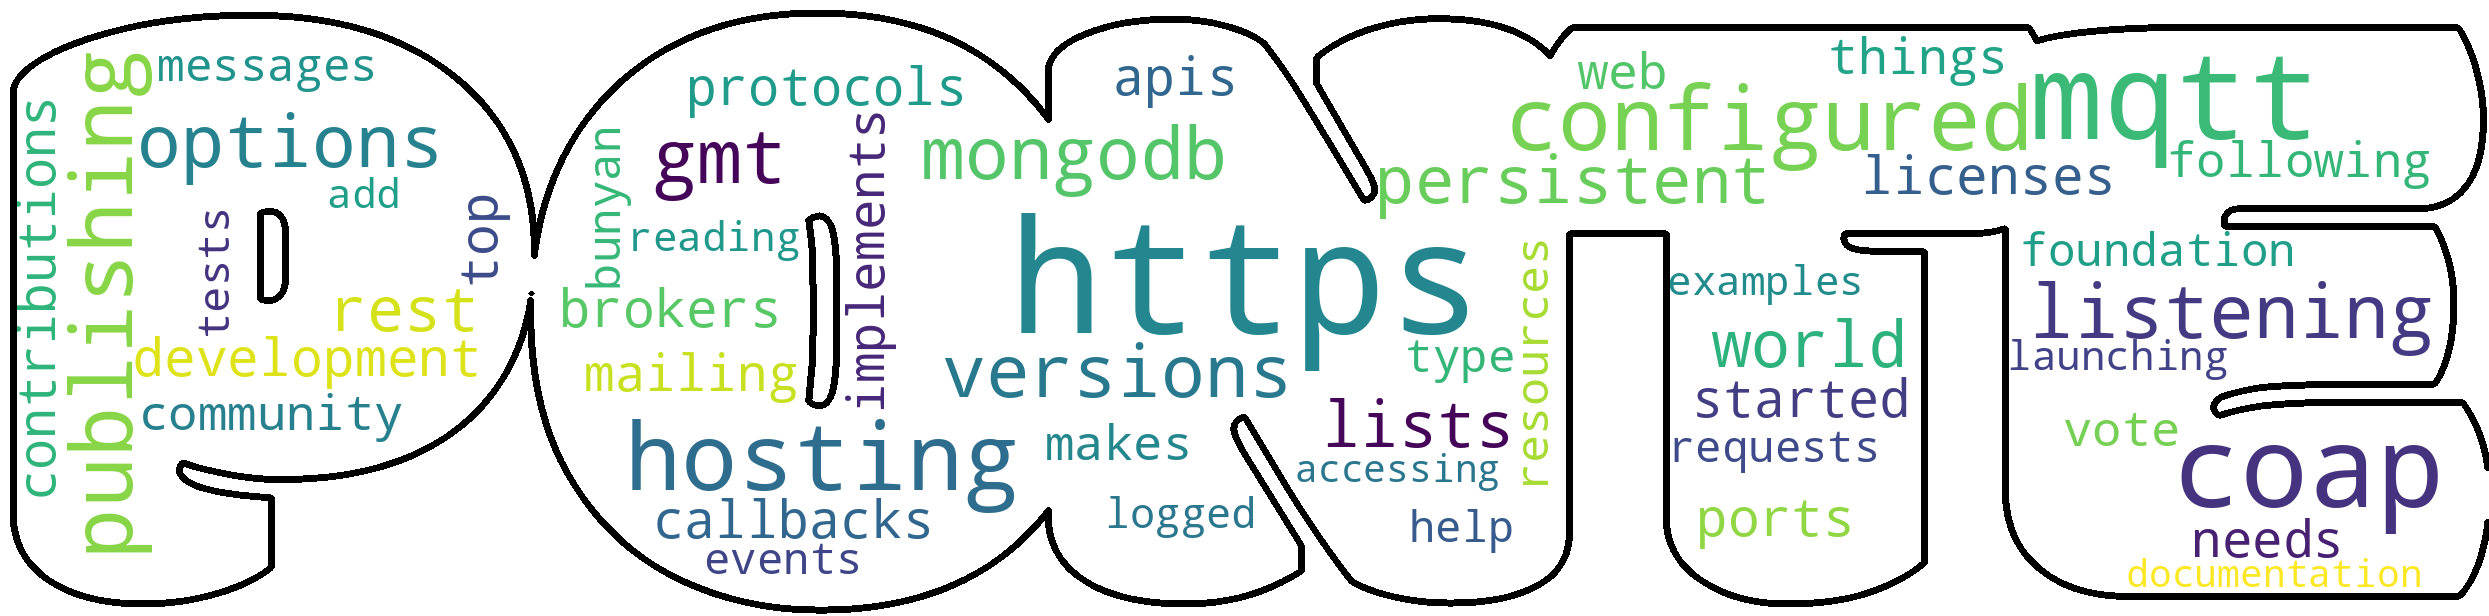 messages
contributions
publishing
options
add
tests
top
rest
development
community
protocols
gmt
bunyan
reading
implements
brokers
mailing
hosting
callbacks
events
apis
mongodb
https
versions
makes
logged
type
lists
accessing
help
resources
web
things
configured
mqtt
persistent
licenses
following
examples
world
started
requests
ports
foundation
listening
launching
vote
coap
needs
documentation